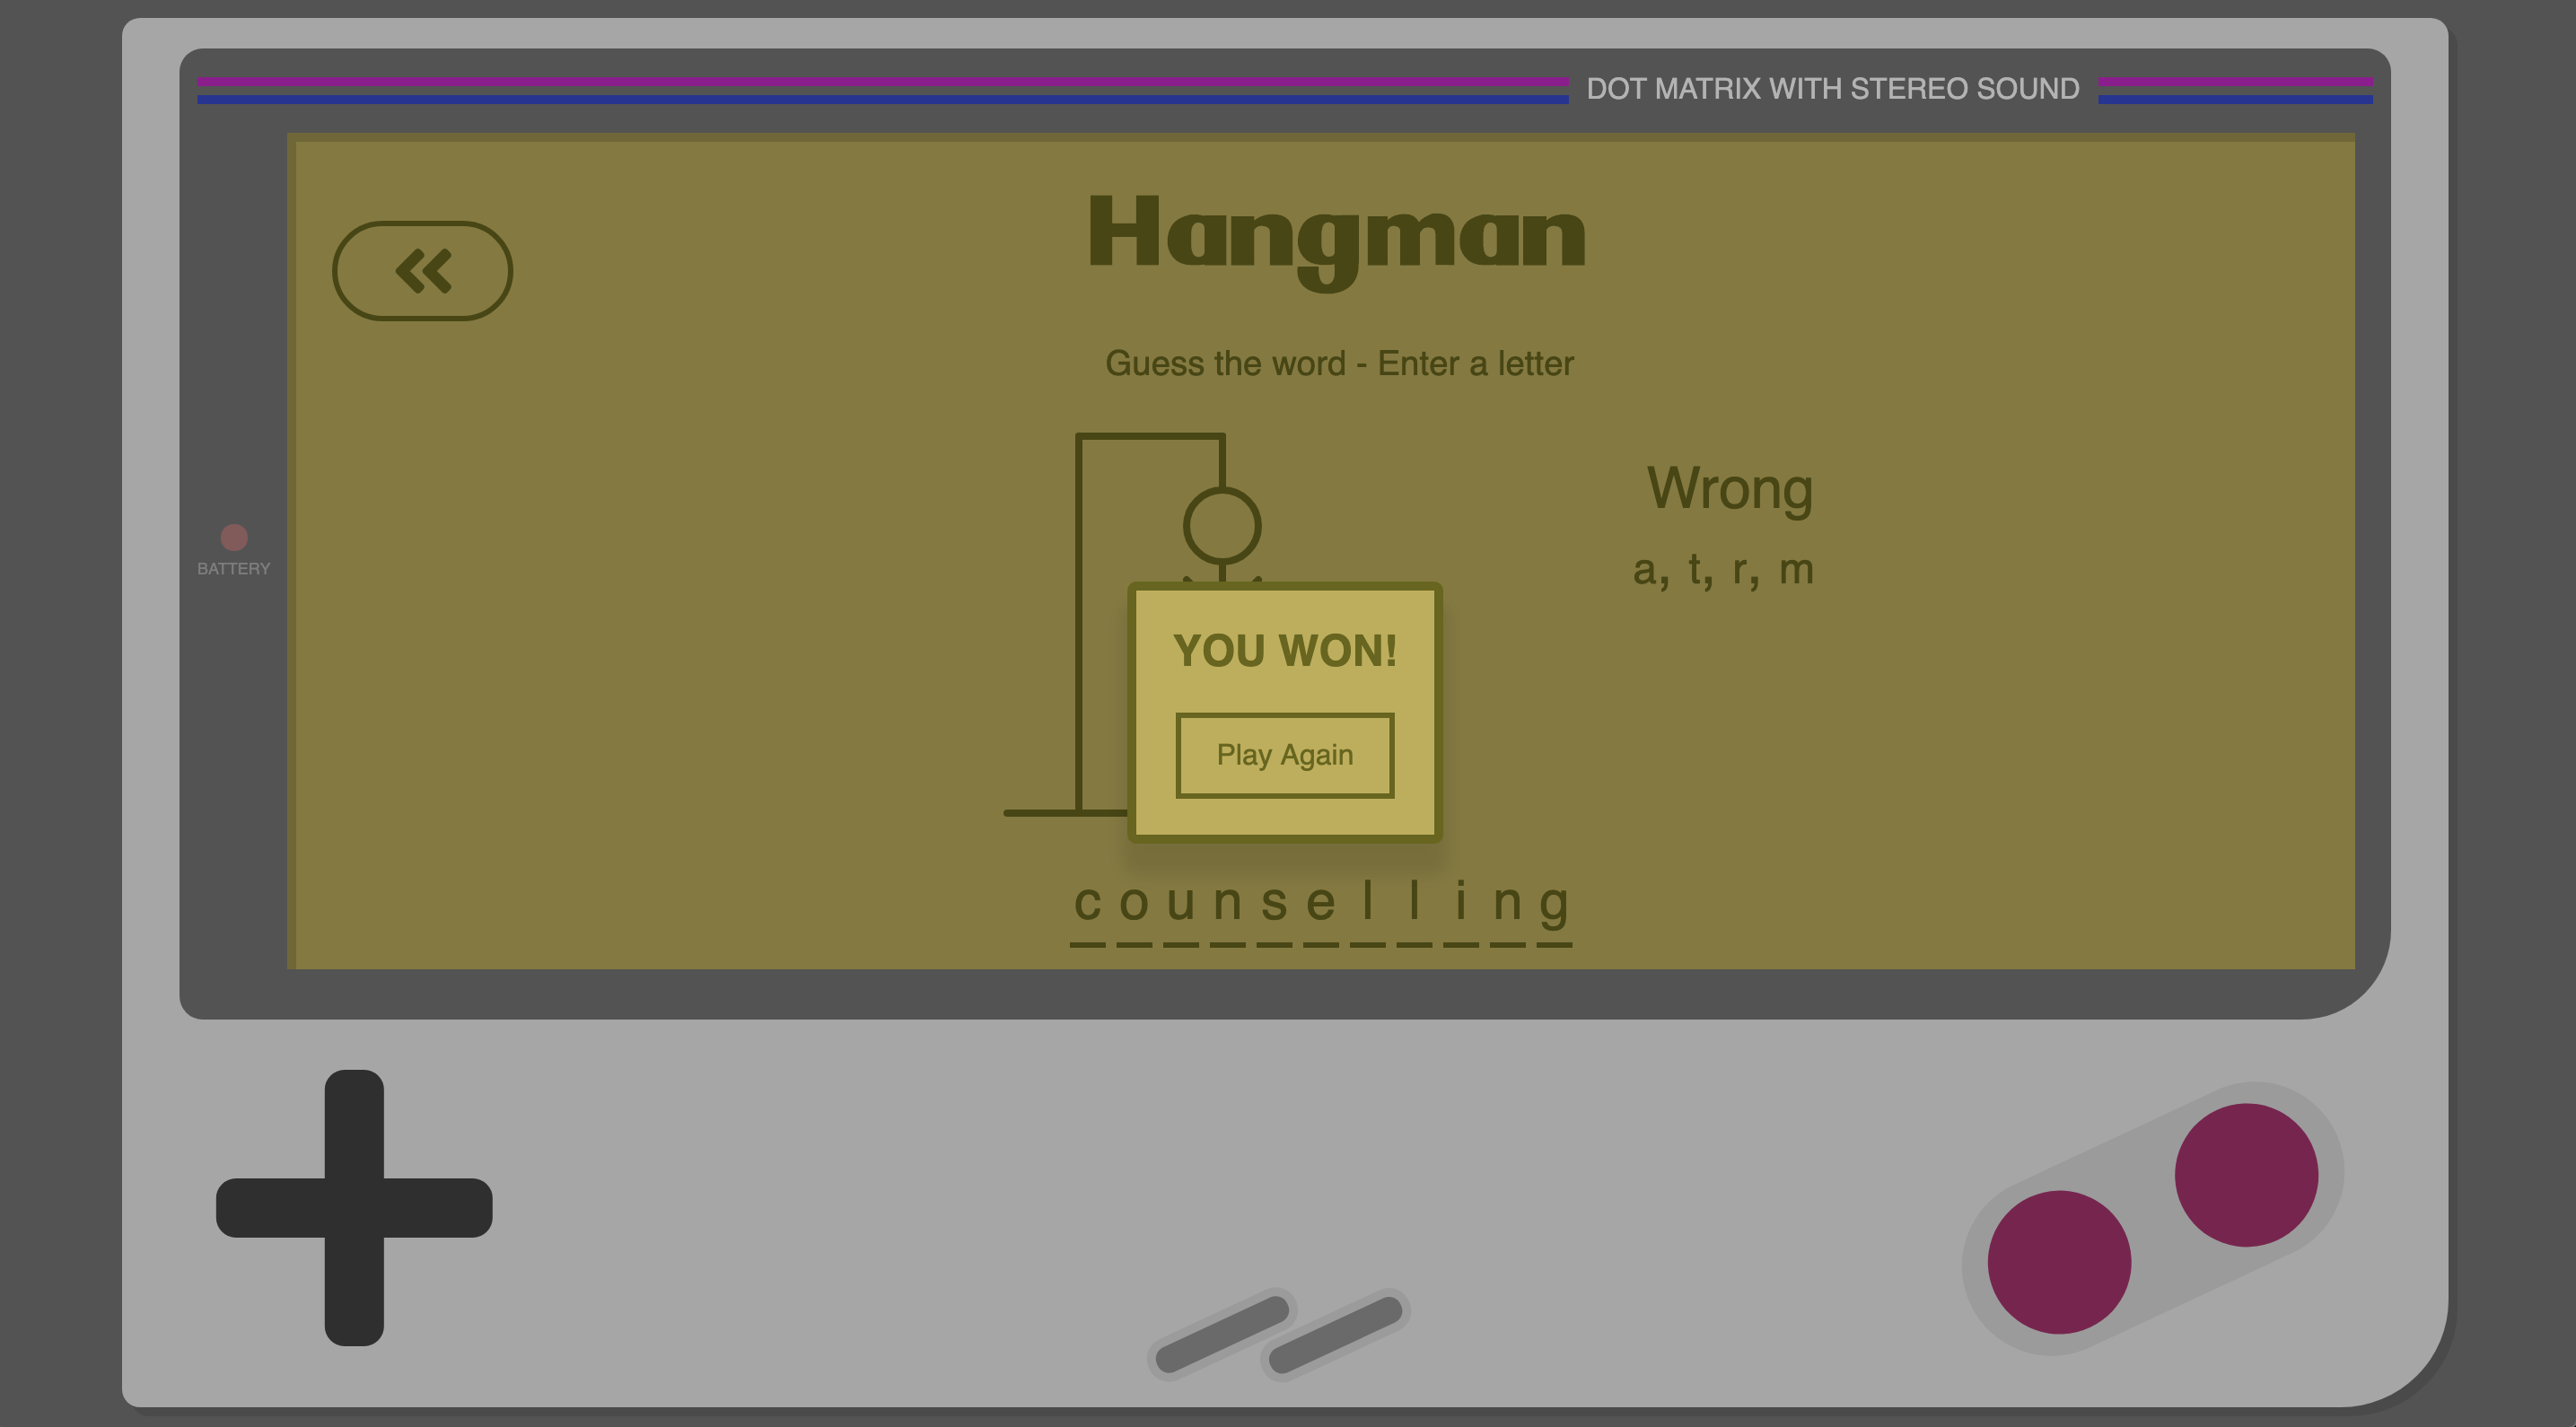 DOT MATRIX WITH STEREO SOUND
Hangman
Guess the word - Enter a letter
Wrong
a, t, r, m
BATTERY
YOU WON!
Play Again
c o u n s e l l i n g